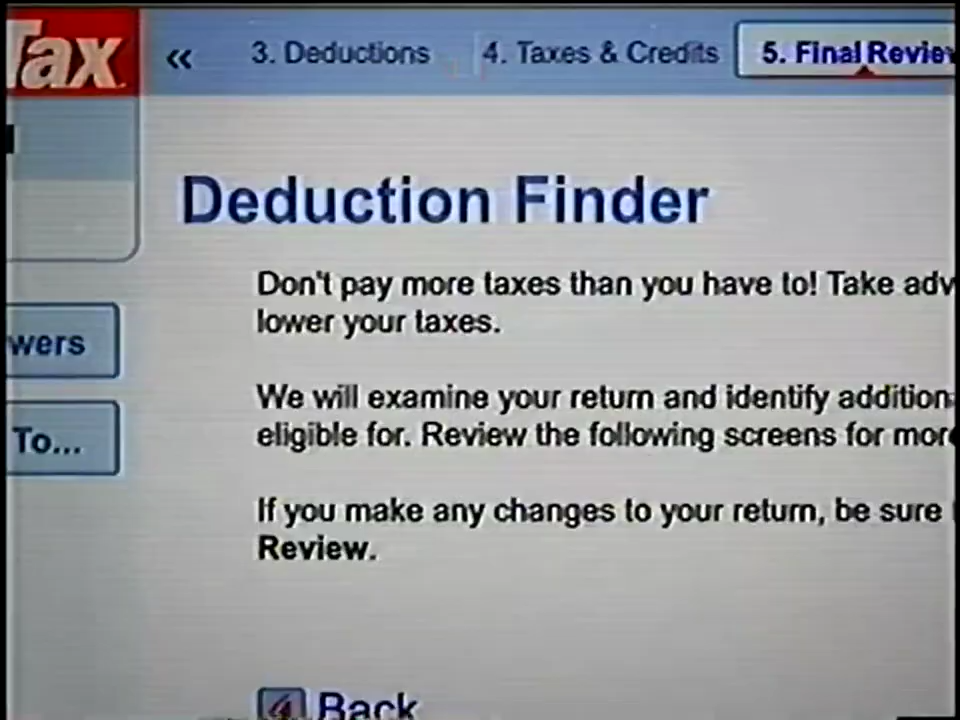 Tax
3. Deductions
4. Taxes & Credits
5. Final Review
Deduction Finder
Don't pay more taxes than you have to! Take adv
lower your taxes.
wers
We will examine your return and identify addition
eligible for. Review the following screens for more
To...
If you make any changes to your return, be sure
Review.
Back